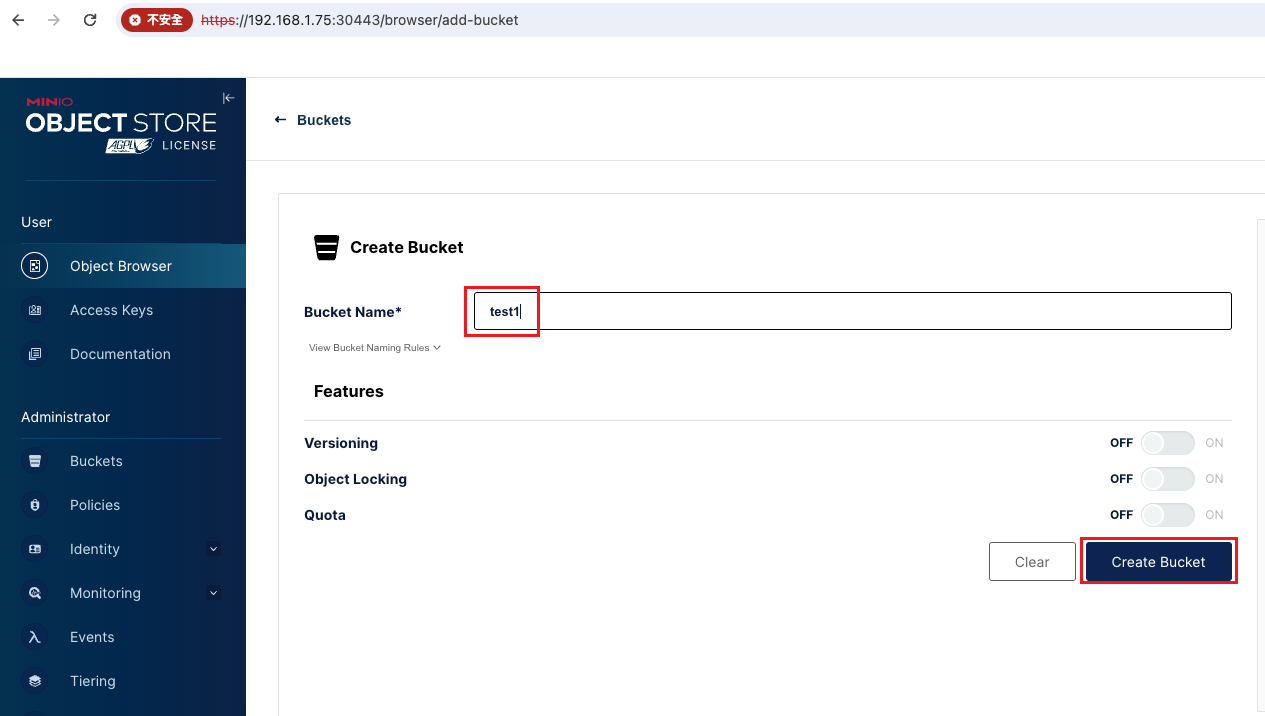 不安全 https://192.168.1.75:30443/browser/add-bucket
MINIO
OBJECT STORE
AGPL LICENSE
User
Object Browser
Access Keys
Documentation
Administrator
Buckets
Policies
Identity
Monitoring
Events
Tiering
Buckets
Create Bucket
Bucket Name* test1
View Bucket Naming Rules
Features
Versioning OFF ON
Object Locking OFF ON
Quota OFF ON
Clear Create Bucket